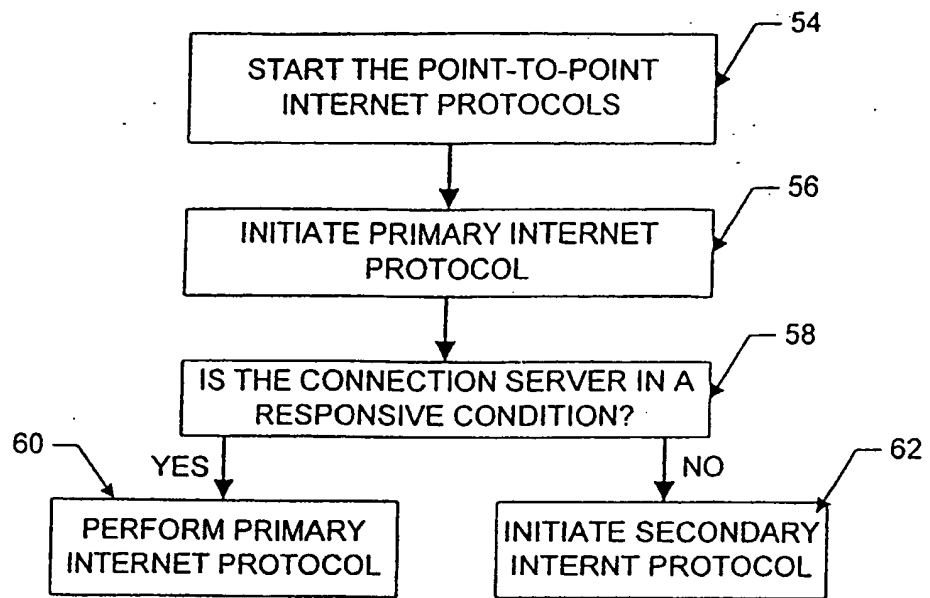 54
START THE POINT-TO-POINT
INTERNET PROTOCOLS
56
INITIATE PRIMARY INTERNET
PROTOCOL
58
IS THE CONNECTION SERVER IN A
RESPONSIVE CONDITION?
60
YES
NO
62
PERFORM PRIMARY
INTERNET PROTOCOL
INITIATE SECONDARY
INTERNT PROTOCOL